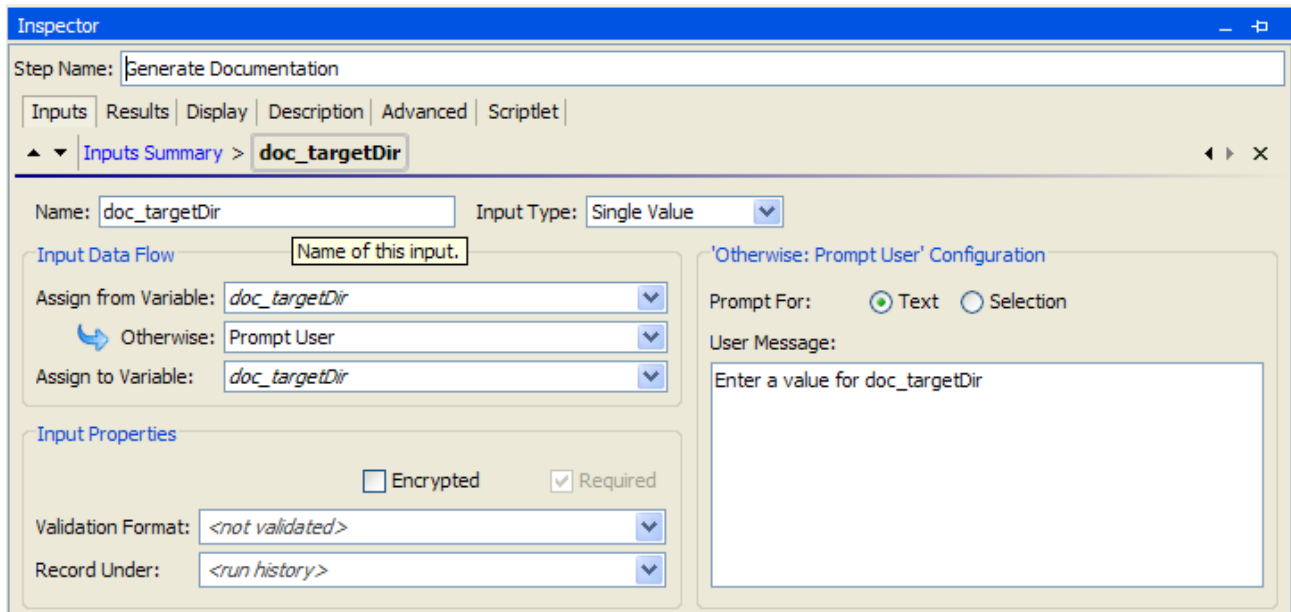 Inspector
Step Name: Generate Documentation
Inputs Results Display Description Advanced Scriptlet
Inputs Summary > doc_targetDir
Name: doc_targetDir Input Type: Single Value
Name of this input.
Input Data Flow
Assign from Variable: doc_targetDir
Otherwise: Prompt User
Assign to Variable: doc_targetDir
Input Properties
Encrypted Required
Validation Format: <not validated>
Record Under: <run history>
'Otherwise: Prompt User' Configuration
Prompt For: Text Selection
User Message:
Enter a value for doc_targetDir